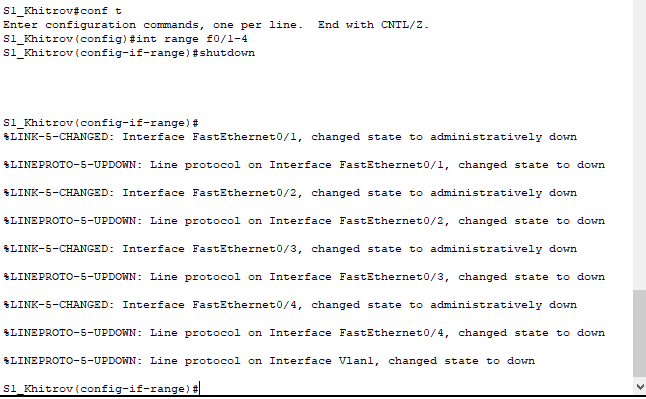 S1_Khitrov#conf t
Enter configuration commands, one per line.  End with CNTL/Z.
S1_Khitrov(config)#int range f0/1-4
S1_Khitrov(config-if-range)#shutdown
S1_Khitrov(config-if-range)#
%LINK-5-CHANGED: Interface FastEthernet0/1, changed state to administratively down
%LINEPROTO-5-UPDOWN: Line protocol on Interface FastEthernet0/1, changed state to down
%LINK-5-CHANGED: Interface FastEthernet0/2, changed state to administratively down
%LINEPROTO-5-UPDOWN: Line protocol on Interface FastEthernet0/2, changed state to down
%LINK-5-CHANGED: Interface FastEthernet0/3, changed state to administratively down
%LINEPROTO-5-UPDOWN: Line protocol on Interface FastEthernet0/3, changed state to down
%LINK-5-CHANGED: Interface FastEthernet0/4, changed state to administratively down
%LINEPROTO-5-UPDOWN: Line protocol on Interface FastEthernet0/4, changed state to down
%LINEPROTO-5-UPDOWN: Line protocol on Interface Vlan1, changed state to down
S1_Khitrov(config-if-range)#